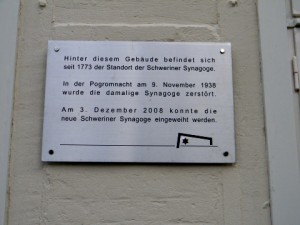 Hinter diesem Gebäude befindet sich
seit 1773 der Standort der Schweriner Synagoge.
In der Pogromnacht am 9. November 1938
wurde die damalige Synagoge zerstört.
Am 3. Dezember 2008 konnte die
neue Schweriner Synagoge eingeweiht werden.